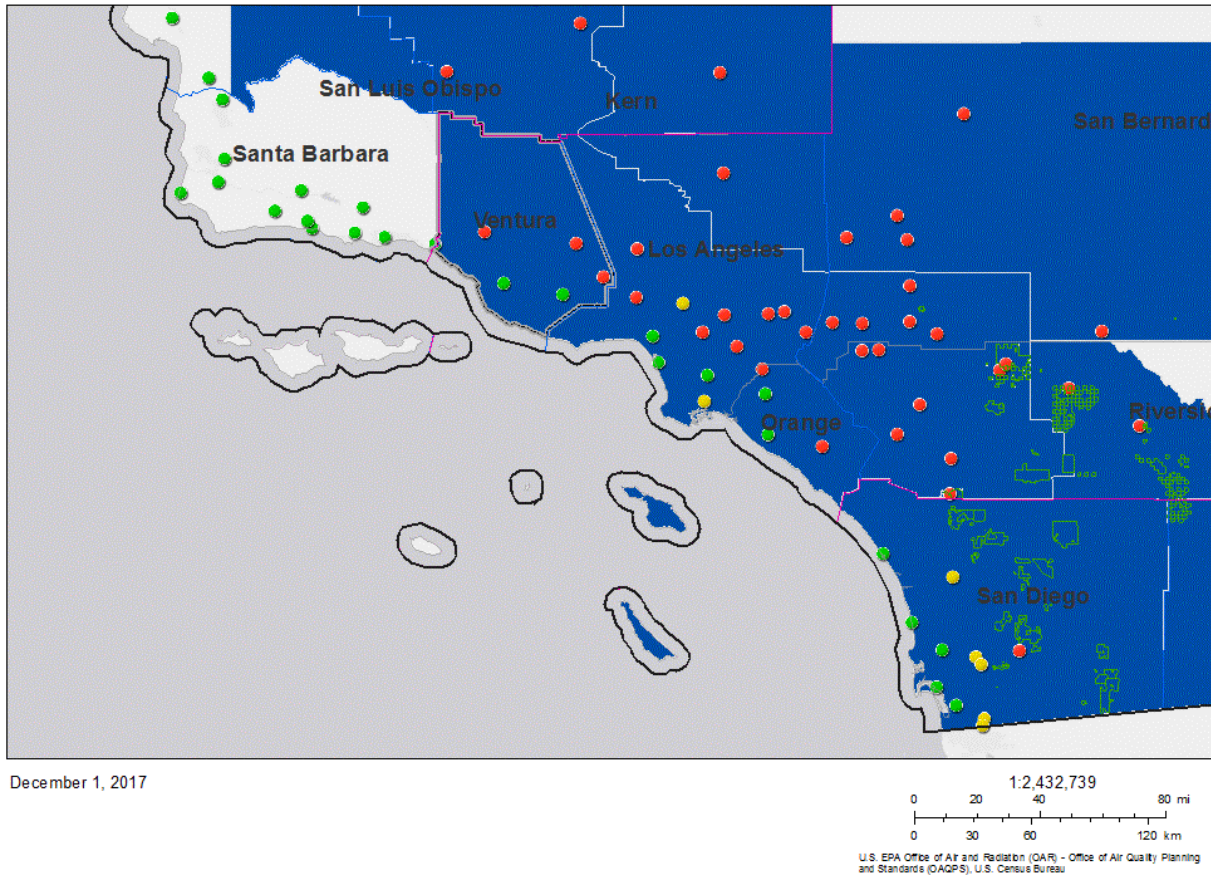 San Luis Obispo
Kern
San Bernard
Santa Barbara
Ventura
Los Angeles
Orange
Riversi
San Diego
December 1, 2017
1:2,432,739
0 20 40 80 mi
0 30 60 120 km
U.S. EPA Office of Air and Radiation (OAR) - Office of Air Quality Planning
and Standards (OAQPS), U.S. Census Bureau